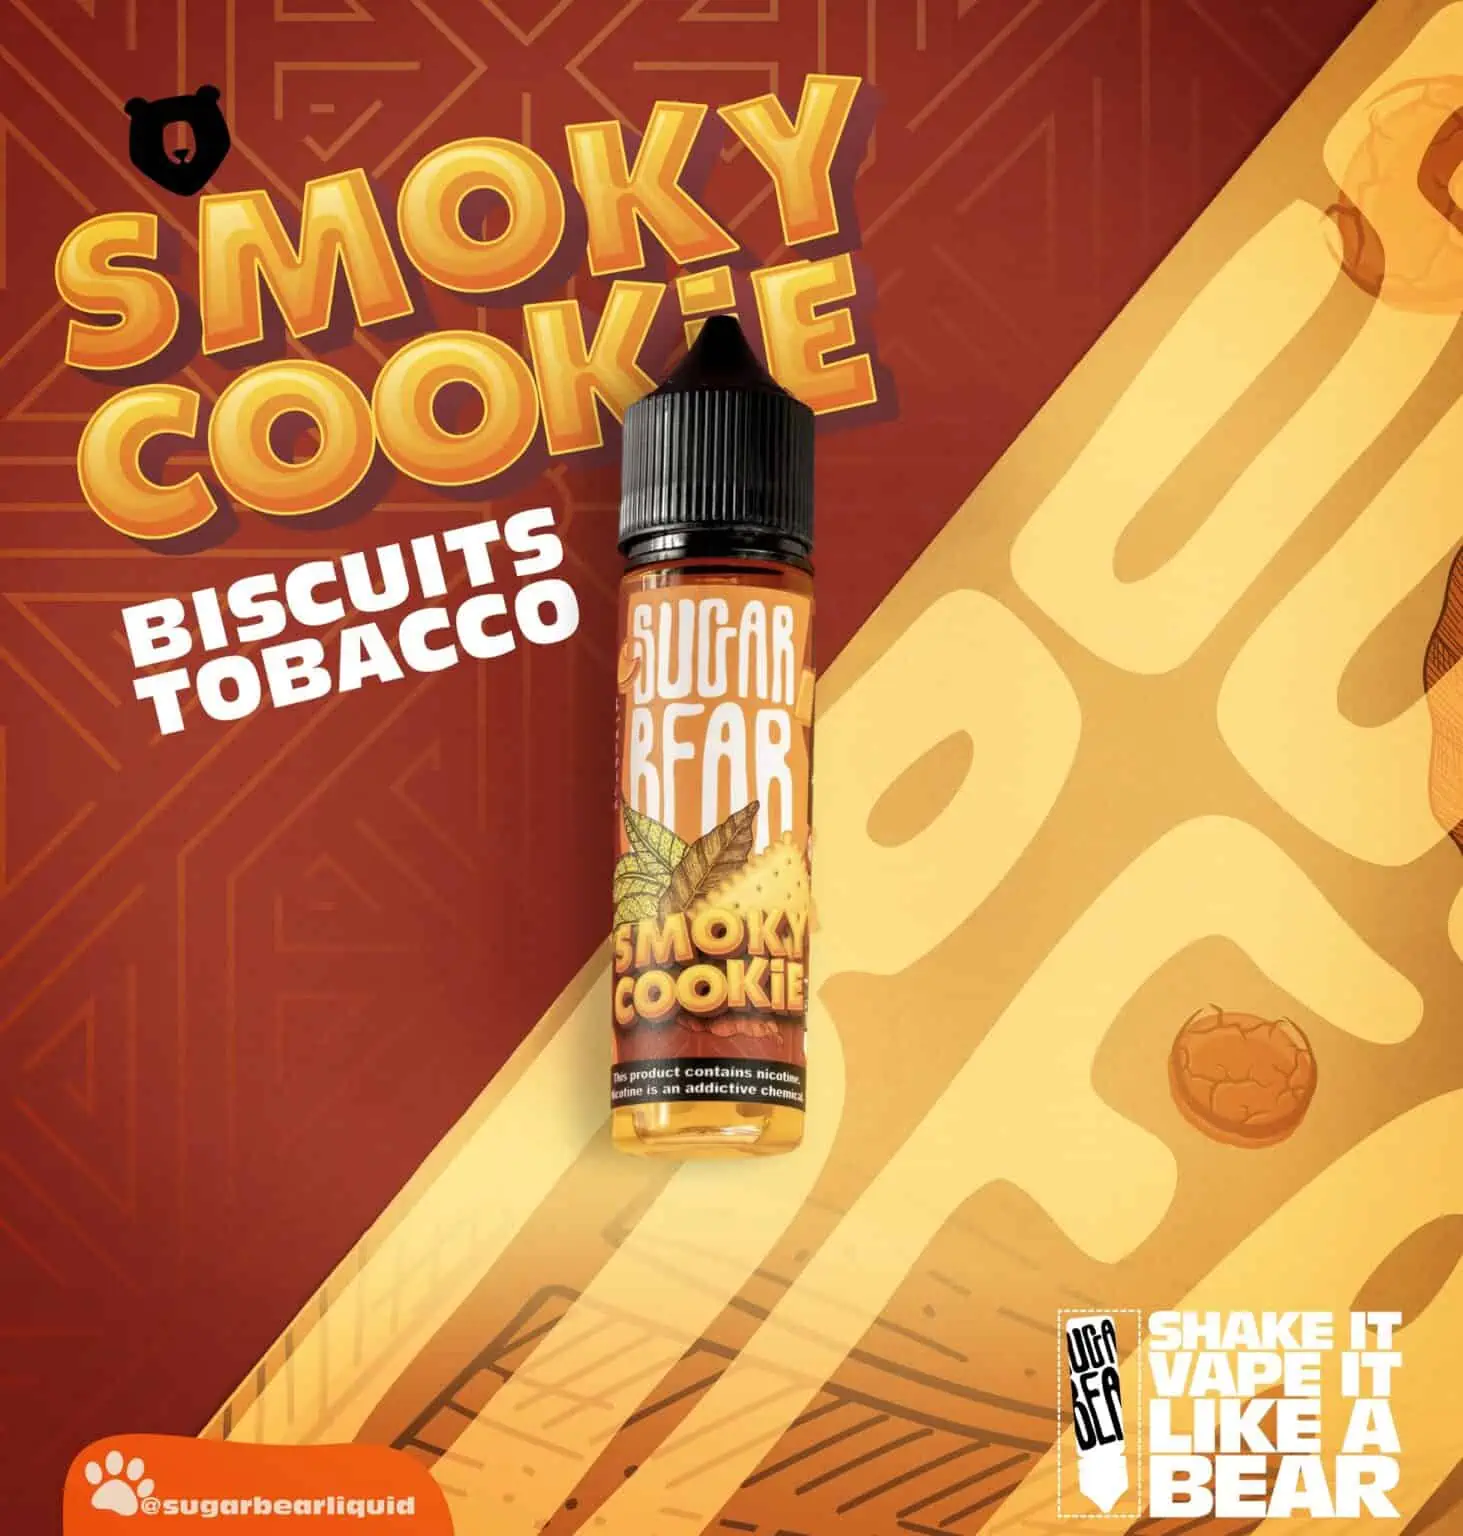 SMOKY
COOKiE
BISCUITS
TOBACCO
SUGAR
BEAR
SMOKY
COOKiE
This product contains nicotine.
Nicotine is an addictive chemical.
SHAKE IT
VAPE IT
LIKE A
BEAR
@sugarbearliquid